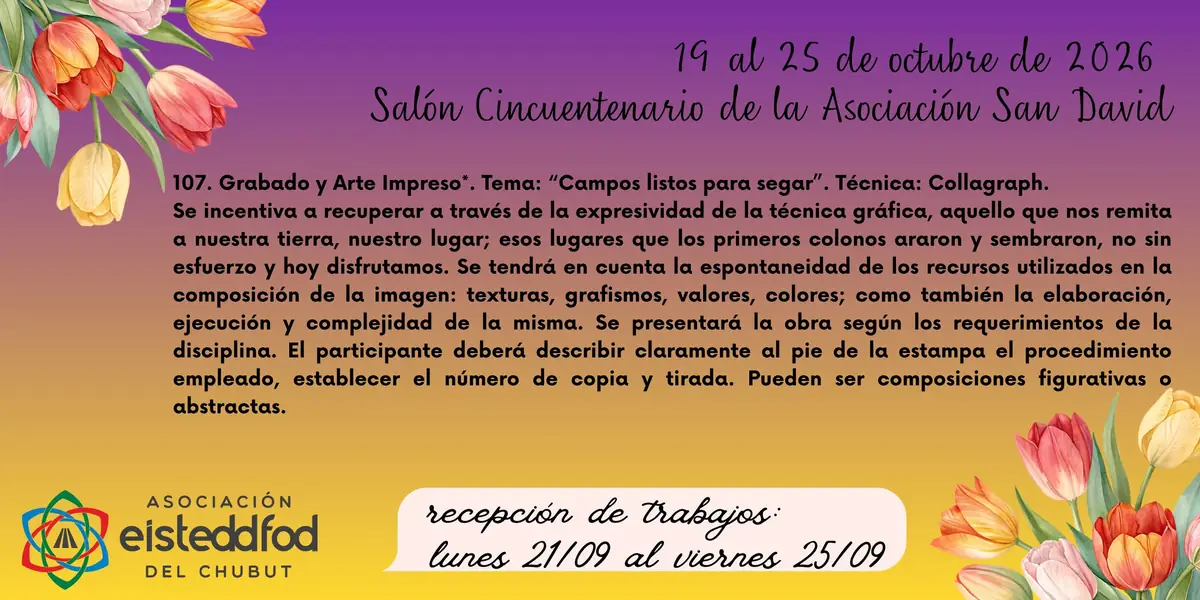 19 al 25 de octubre de 2026
Salón Cincuentenario de la Asociación San David
107. Grabado y Arte Impreso*. Tema: “Campos listos para segar”. Técnica: Collagraph.
Se incentiva a recuperar a través de la expresividad de la técnica gráfica, aquello que nos remita
a nuestra tierra, nuestro lugar; esos lugares que los primeros colonos araron y sembraron, no sin
esfuerzo y hoy disfrutamos. Se tendrá en cuenta la espontaneidad de los recursos utilizados en la
composición de la imagen: texturas, grafismos, valores, colores; como también la elaboración,
ejecución y complejidad de la misma. Se presentará la obra según los requerimientos de la
disciplina. El participante deberá describir claramente al pie de la estampa el procedimiento
empleado, establecer el número de copia y tirada. Pueden ser composiciones figurativas o
abstractas.
ASOCIACIÓN
eisteddfod
DEL CHUBUT
recepción de trabajos:
lunes 21/09 al viernes 25/09